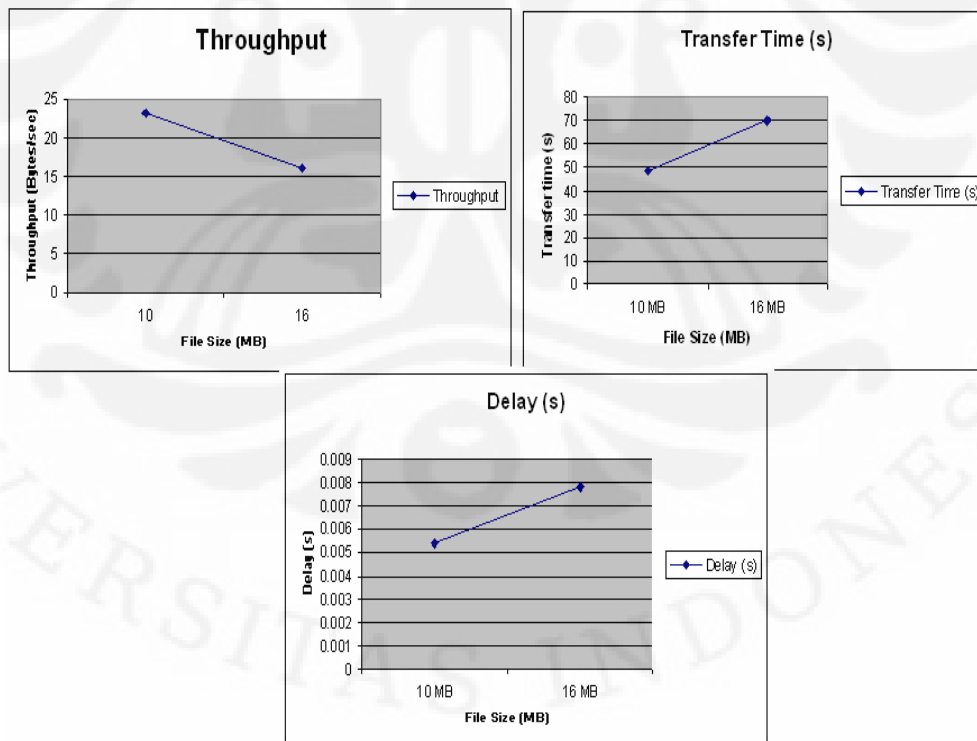 Throughput
Throughput (Bytes/sec)
25
20
15
10
5
0
10
16
File Size (MB)
Throughput
Transfer Time (s)
Transfer time (s)
80
70
60
50
40
30
20
10
0
10 MB
16 MB
File Size (MB)
Transfer Time (s)
Delay (s)
Delay (s)
0.009
0.008
0.007
0.006
0.005
0.004
0.003
0.002
0.001
0
10 MB
16 MB
File Size (MB)
Delay (s)
VERSITAS INDONES